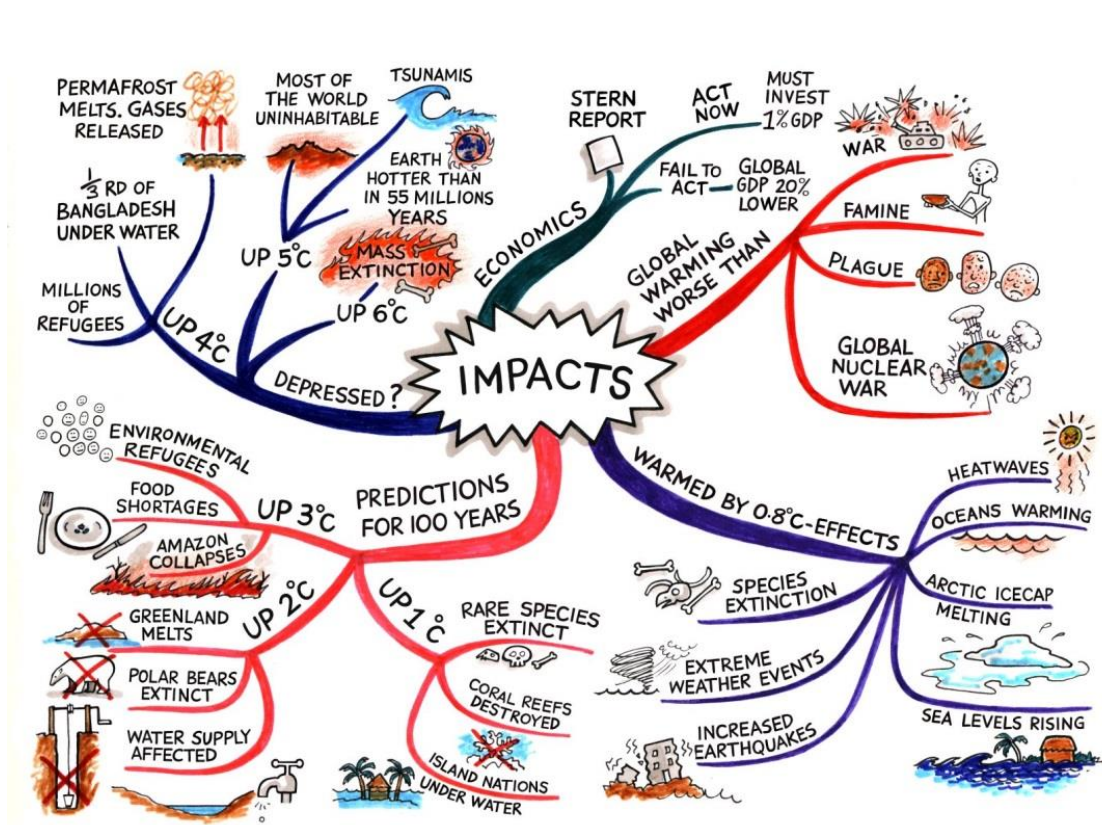 IMPACTS
ECONOMICS
STERN
REPORT
ACT
NOW
MUST
INVEST
1% GDP
FAIL TO
ACT
GLOBAL
GDP 20%
LOWER
GLOBAL
WARMING
WORSE THAN
WAR
FAMINE
PLAGUE
GLOBAL
NUCLEAR
WAR
WARMED BY 0·8°C-EFFECTS
HEATWAVES
OCEANS WARMING
ARCTIC ICECAP
MELTING
SEA LEVELS RISING
SPECIES
EXTINCTION
EXTREME
WEATHER EVENTS
INCREASED
EARTHQUAKES
PREDICTIONS
FOR 100 YEARS
UP 1°C
RARE SPECIES
EXTINCT
CORAL REEFS
DESTROYED
ISLAND NATIONS
UNDER WATER
UP 2°C
GREENLAND
MELTS
POLAR BEARS
EXTINCT
WATER SUPPLY
AFFECTED
UP 3°C
ENVIRONMENTAL
REFUGEES
FOOD
SHORTAGES
AMAZON
COLLAPSES
DEPRESSED?
UP 4°C
MILLIONS
OF
REFUGEES
1/3 RD OF
BANGLADESH
UNDER WATER
PERMAFROST
MELTS. GASES
RELEASED
UP 5°C
MOST OF
THE WORLD
UNINHABITABLE
TSUNAMIS
EARTH
HOTTER THAN
IN 55 MILLIONS
YEARS
UP 6°C
MASS
EXTINCTION